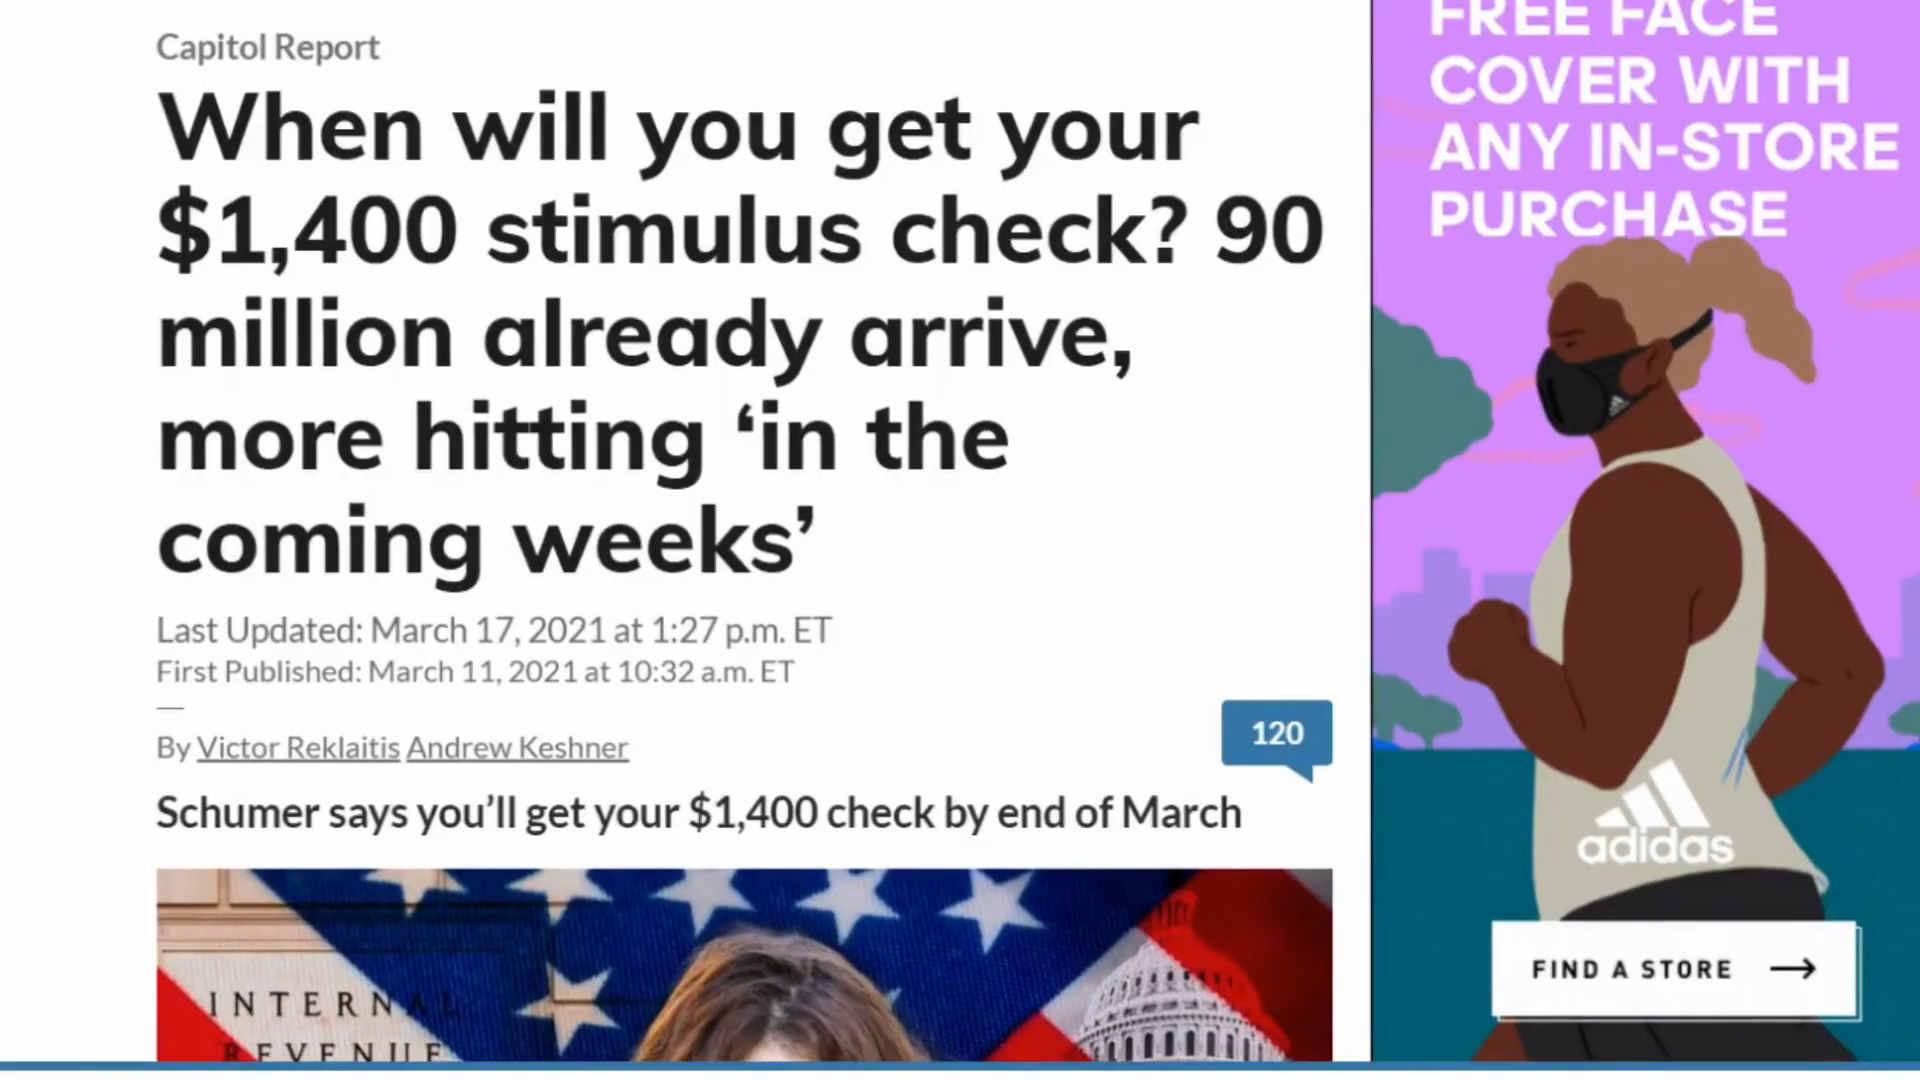 Capitol Report
When will you get your
$1,400 stimulus check? 90
million already arrive,
more hitting ‘in the
coming weeks’
Last Updated: March 17, 2021 at 1:27 p.m. ET
First Published: March 11, 2021 at 10:32 a.m. ET
By Victor Reklaitis Andrew Keshner
120
Schumer says you’ll get your $1,400 check by end of March
INTERNAL
REVENUE
FREE FACE
COVER WITH
ANY IN-STORE
PURCHASE
adidas
FIND A STORE